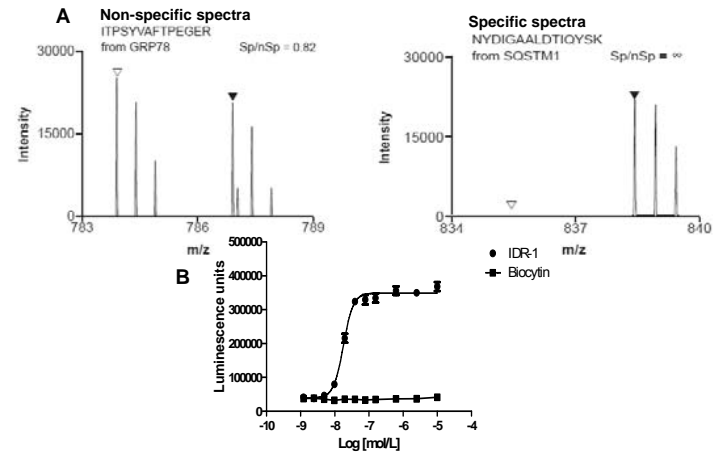 A
Non-specific spectra
ITPSYVAFTPEGER
from GRP78
Sp/nSp = 0.82
30000
15000
0
Intensity
783
786
789
m/z
Specific spectra
NYDIGAALDTIQYSK
from SQSTM1
Sp/nSp = ∞
30000
15000
0
Intensity
834
837
840
m/z
B
500000
400000
300000
200000
100000
0
Luminescence units
-10
-9
-8
-7
-6
-5
-4
Log [mol/L]
IDR-1
Biocytin